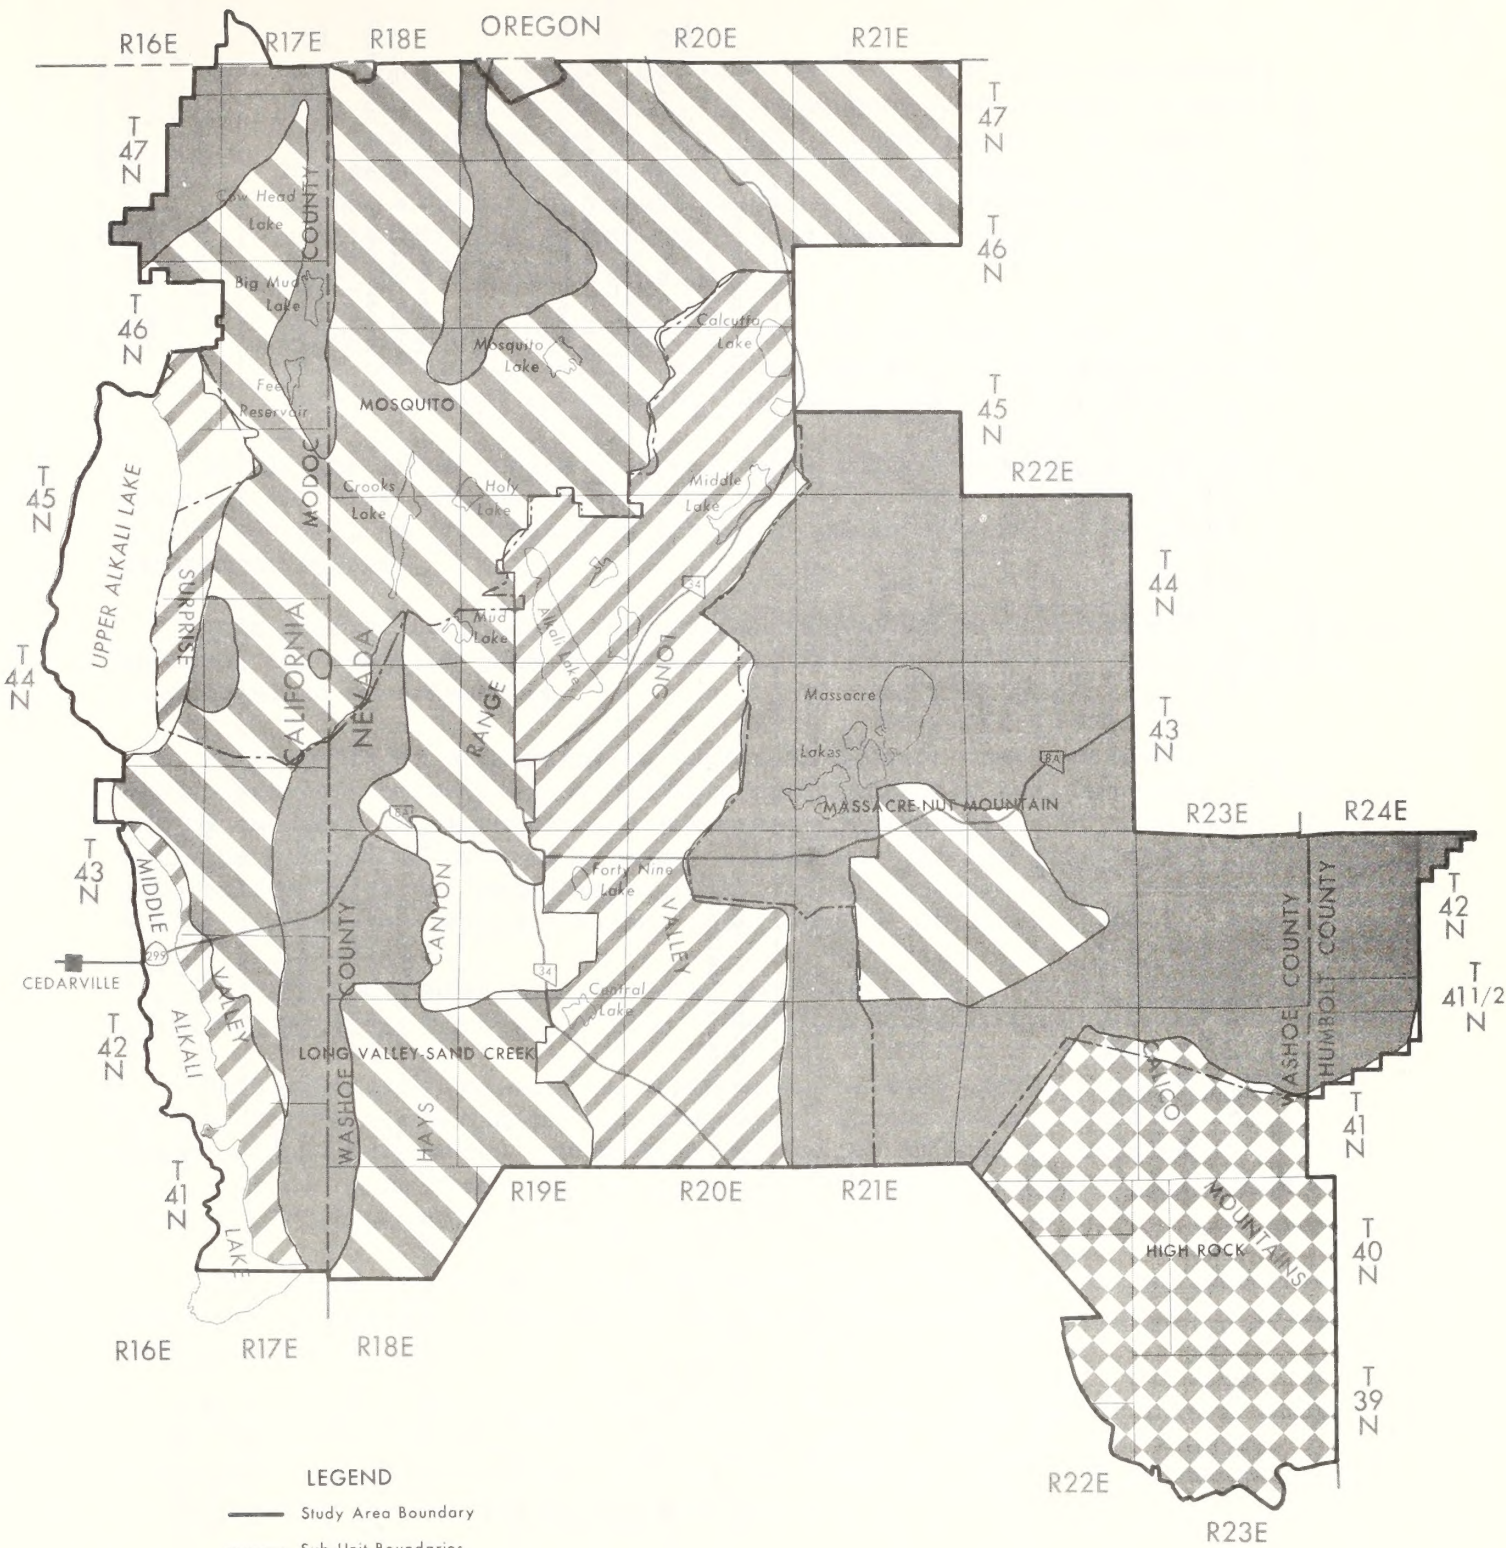 OREGON
R16E
R17E
R18E
R20E
R21E
T
47
N
T
47
N
Cow Head
Lake
COUNTY
T
46
N
Big Mud
Lake
T
46
N
Calcutta
Lake
Mosquito
Lake
Fee
Reservoir
MOSQUITO
T
45
N
MODOC
R22E
T
45
N
UPPER ALKALI LAKE
Crooks
Lake
Holy
Lake
Middle
Lake
SURPRISE
34
T
44
N
T
44
N
CALIFORNIA
NEVADA
Mud
Lake
Alkali Lake
LONG
RANGE
Massacre
Lakes
T
43
N
8A
MASSACRE-NUT MOUNTAIN
8A
R23E
R24E
T
43
N
MIDDLE
CANYON
Forty Nine
Lake
VALLEY
WASHOE COUNTY
HUMBOLT COUNTY
T
42
N
299
CEDARVILLE
VALLEY
WASHOE COUNTY
34
Central
Lake
T
41 1/2
N
T
42
N
ALKALI
LONG VALLEY-SAND CREEK
HAYS
CALICO
T
41
N
T
41
N
LAKE
R19E
R20E
R21E
MOUNTAINS
HIGH ROCK
T
40
N
R16E
R17E
R18E
T
39
N
R22E
R23E
LEGEND
Study Area Boundary
Sub-Unit Boundaries